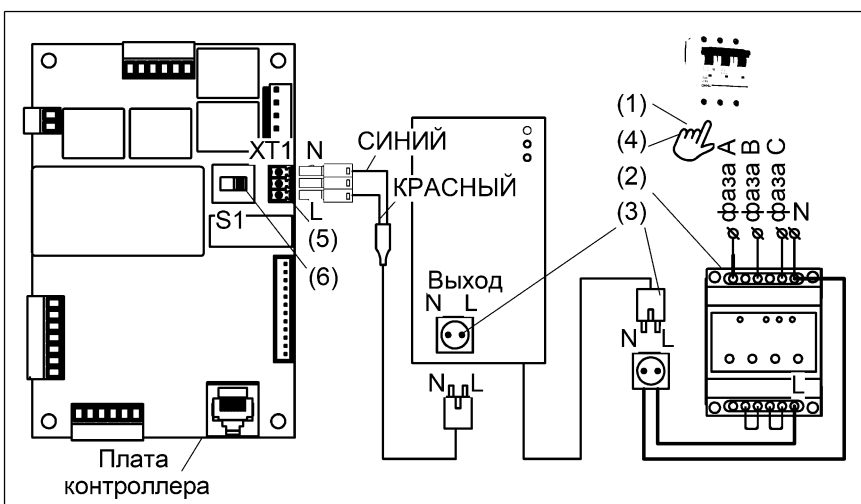 (1)
(4)
(2)
(3)
фаза A
фаза B
фаза C
N
XT1
N
СИНИЙ
КРАСНЫЙ
L
S1
(5)
(6)
Выход
N L
N L
N L
L
Плата
контроллера